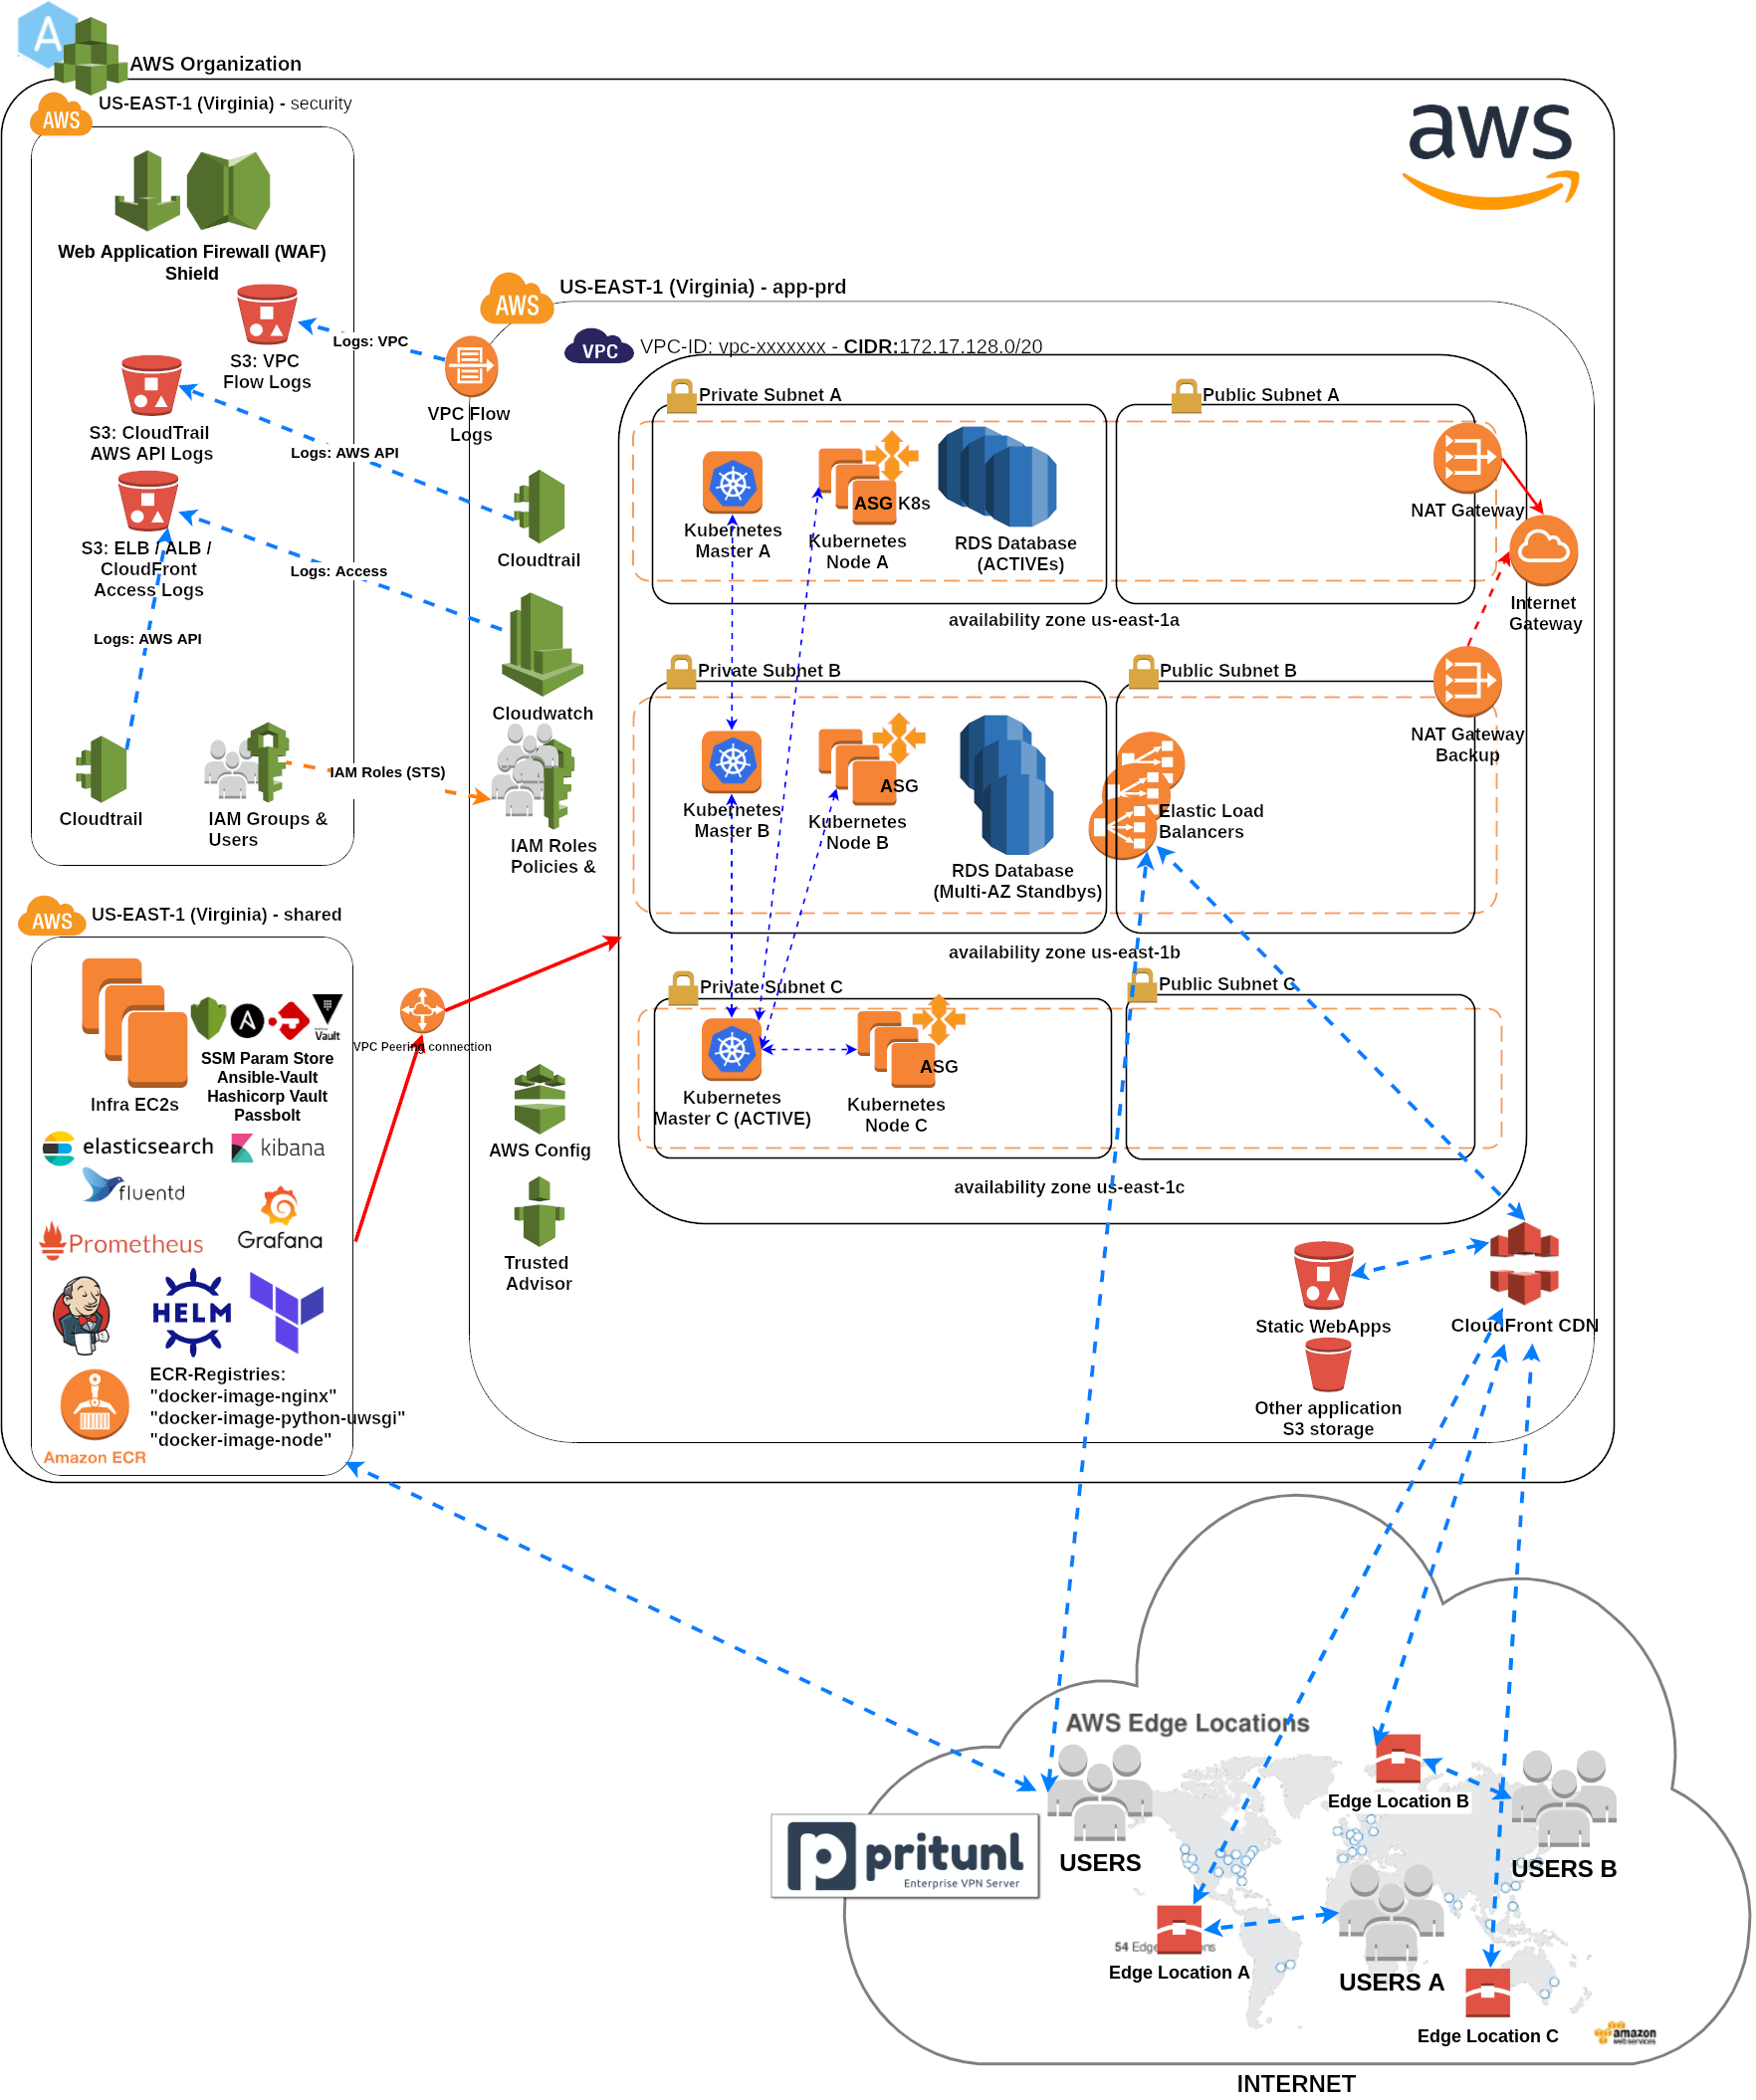 A
AWS Organization
AWS
US-EAST-1 (Virginia) - security
aws
Web Application Firewall (WAF)
Shield
S3: VPC
Flow Logs
Logs: VPC
S3: CloudTrail
AWS API Logs
Logs: AWS API
S3: ELB / ALB /
CloudFront
Access Logs
Logs: Access
Logs: AWS API
Cloudtrail
IAM Groups &
Users
IAM Roles (STS)
AWS
US-EAST-1 (Virginia) - app-prd
VPC
VPC-ID: vpc-xxxxxxx - CIDR:172.17.128.0/20
VPC Flow
Logs
Cloudtrail
Cloudwatch
IAM Roles
Policies &
AWS Config
Trusted
Advisor
Private Subnet A
Public Subnet A
Kubernetes
Master A
ASG K8s
Kubernetes
Node A
RDS Database
(ACTIVEs)
NAT Gateway
Internet
Gateway
availability zone us-east-1a
Private Subnet B
Public Subnet B
Kubernetes
Master B
ASG
Kubernetes
Node B
RDS Database
(Multi-AZ Standbys)
Elastic Load
Balancers
NAT Gateway
Backup
availability zone us-east-1b
Private Subnet C
Public Subnet C
Kubernetes
Master C (ACTIVE)
ASG
Kubernetes
Node C
availability zone us-east-1c
Static WebApps
Other application
S3 storage
CloudFront CDN
AWS
US-EAST-1 (Virginia) - shared
VPC Peering connection
Infra EC2s
A
Vault
SSM Param Store
Ansible-Vault
Hashicorp Vault
Passbolt
elasticsearch
kibana
fluentd
Prometheus
Grafana
HELM
Amazon ECR
ECR-Registries:
"docker-image-nginx"
"docker-image-python-uwsgi"
"docker-image-node"
AWS Edge Locations
USERS
pritunl
Enterprise VPN Server
Edge Location B
USERS B
54 Edge Locations
Edge Location A
USERS A
Edge Location C
amazon
web services
INTERNET